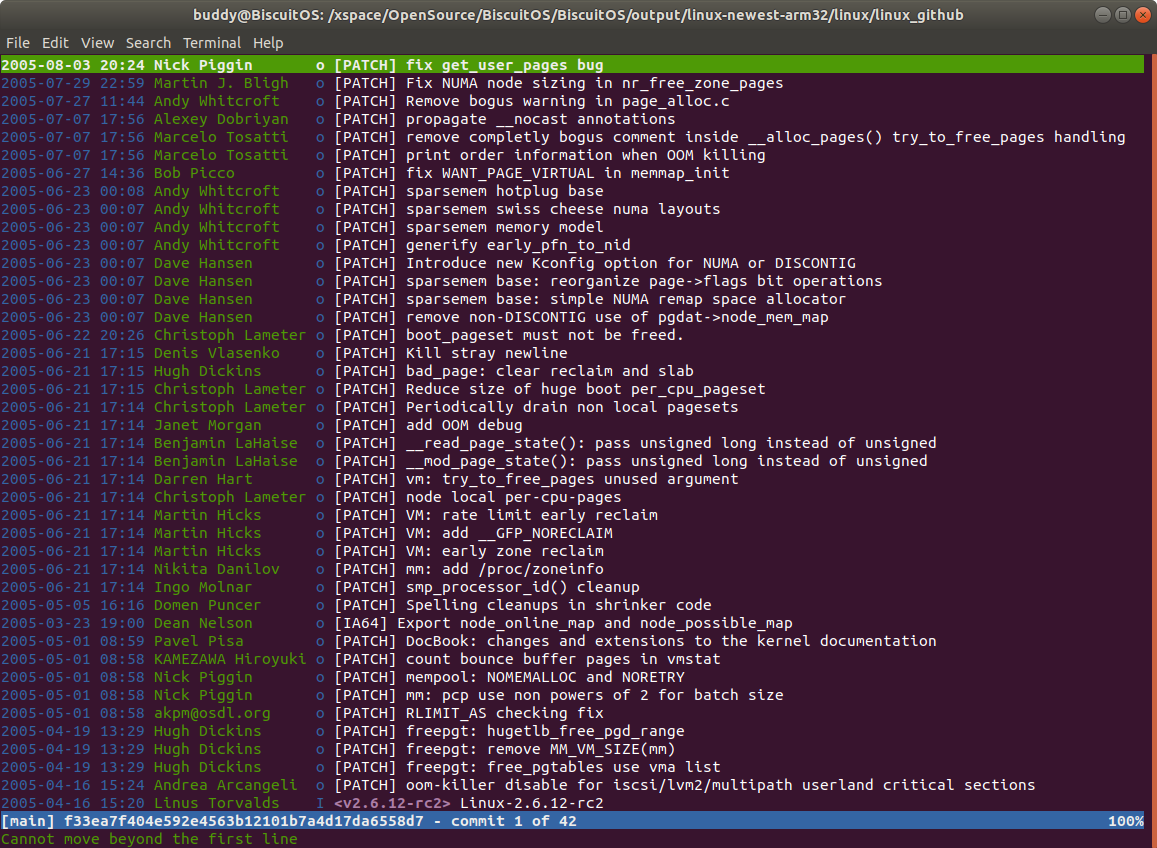 buddy@BiscuitOS: /xspace/OpenSource/BiscuitOS/BiscuitOS/output/linux-newest-arm32/linux/linux_github
File Edit View Search Terminal Help
2005-08-03 20:24 Nick Piggin o [PATCH] fix get_user_pages bug
2005-07-29 22:59 Martin J. Bligh o [PATCH] Fix NUMA node sizing in nr_free_zone_pages
2005-07-27 11:44 Andy Whitcroft o [PATCH] Remove bogus warning in page_alloc.c
2005-07-07 17:56 Alexey Dobriyan o [PATCH] propagate __nocast annotations
2005-07-07 17:56 Marcelo Tosatti o [PATCH] remove completly bogus comment inside __alloc_pages() try_to_free_pages handling
2005-07-07 17:56 Marcelo Tosatti o [PATCH] print order information when OOM killing
2005-06-27 14:36 Bob Picco o [PATCH] fix WANT_PAGE_VIRTUAL in memmap_init
2005-06-23 00:08 Andy Whitcroft o [PATCH] sparsemem hotplug base
2005-06-23 00:07 Andy Whitcroft o [PATCH] sparsemem swiss cheese numa layouts
2005-06-23 00:07 Andy Whitcroft o [PATCH] sparsemem memory model
2005-06-23 00:07 Andy Whitcroft o [PATCH] generify early_pfn_to_nid
2005-06-23 00:07 Dave Hansen o [PATCH] Introduce new Kconfig option for NUMA or DISCONTIG
2005-06-23 00:07 Dave Hansen o [PATCH] sparsemem base: reorganize page->flags bit operations
2005-06-23 00:07 Dave Hansen o [PATCH] sparsemem base: simple NUMA remap space allocator
2005-06-23 00:07 Dave Hansen o [PATCH] remove non-DISCONTIG use of pgdat->node_mem_map
2005-06-22 20:26 Christoph Lameter o [PATCH] boot_pageset must not be freed.
2005-06-21 17:15 Denis Vlasenko o [PATCH] Kill stray newline
2005-06-21 17:15 Hugh Dickins o [PATCH] bad_page: clear reclaim and slab
2005-06-21 17:15 Christoph Lameter o [PATCH] Reduce size of huge boot per_cpu_pageset
2005-06-21 17:14 Christoph Lameter o [PATCH] Periodically drain non local pagesets
2005-06-21 17:14 Janet Morgan o [PATCH] add OOM debug
2005-06-21 17:14 Benjamin LaHaise o [PATCH] __read_page_state(): pass unsigned long instead of unsigned
2005-06-21 17:14 Benjamin LaHaise o [PATCH] __mod_page_state(): pass unsigned long instead of unsigned
2005-06-21 17:14 Darren Hart o [PATCH] vm: try_to_free_pages unused argument
2005-06-21 17:14 Christoph Lameter o [PATCH] node local per-cpu-pages
2005-06-21 17:14 Martin Hicks o [PATCH] VM: rate limit early reclaim
2005-06-21 17:14 Martin Hicks o [PATCH] VM: add __GFP_NORECLAIM
2005-06-21 17:14 Martin Hicks o [PATCH] VM: early zone reclaim
2005-06-21 17:14 Nikita Danilov o [PATCH] mm: add /proc/zoneinfo
2005-06-21 17:14 Ingo Molnar o [PATCH] smp_processor_id() cleanup
2005-05-05 16:16 Domen Puncer o [PATCH] Spelling cleanups in shrinker code
2005-03-23 19:00 Dean Nelson o [IA64] Export node_online_map and node_possible_map
2005-05-01 08:59 Pavel Pisa o [PATCH] DocBook: changes and extensions to the kernel documentation
2005-05-01 08:58 KAMEZAWA Hiroyuki o [PATCH] count bounce buffer pages in vmstat
2005-05-01 08:58 Nick Piggin o [PATCH] mempool: NOMEMALLOC and NORETRY
2005-05-01 08:58 Nick Piggin o [PATCH] mm: pcp use non powers of 2 for batch size
2005-05-01 08:58 akpm@osdl.org o [PATCH] RLIMIT_AS checking fix
2005-04-19 13:29 Hugh Dickins o [PATCH] freepgt: hugetlb_free_pgd_range
2005-04-19 13:29 Hugh Dickins o [PATCH] freepgt: remove MM_VM_SIZE(mm)
2005-04-19 13:29 Hugh Dickins o [PATCH] freepgt: free_pgtables use vma list
2005-04-16 15:24 Andrea Arcangeli o [PATCH] oom-killer disable for iscsi/lvm2/multipath userland critical sections
2005-04-16 15:20 Linus Torvalds I <v2.6.12-rc2> Linux-2.6.12-rc2
[main] f33ea7f404e592e4563b12101b7a4d17da6558d7 - commit 1 of 42 100%
Cannot move beyond the first line